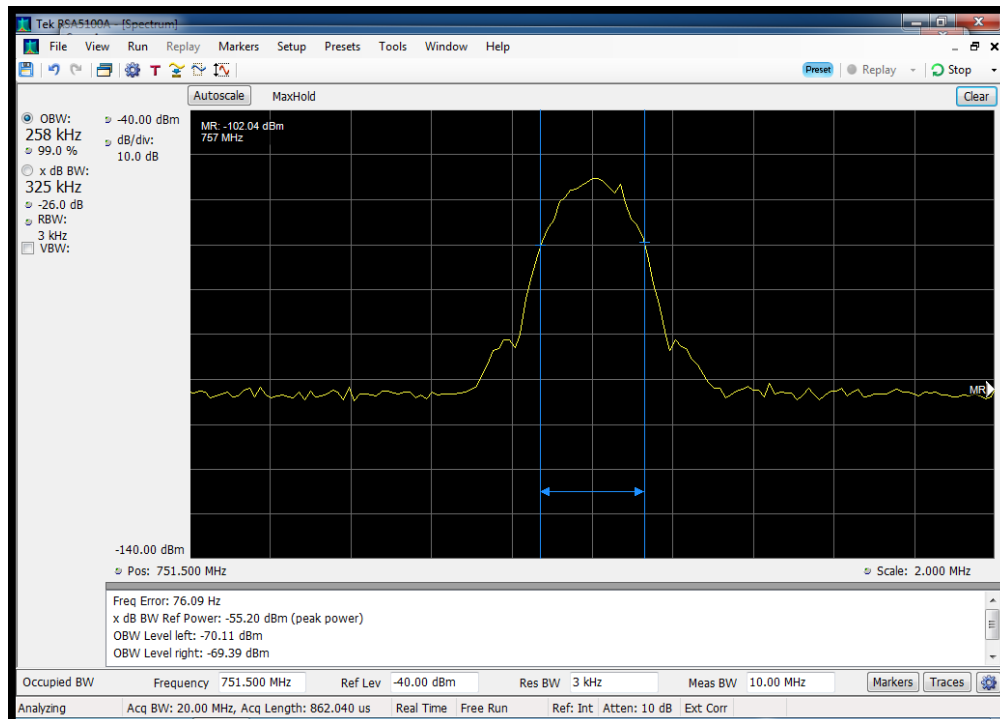 Tek RSA5100A - [Spectrum]
File View Run Replay Markers Setup Presets Tools Window Help
T Preset Replay Stop
Autoscale MaxHold Clear
OBW:
258 kHz
99.0 %
x dB BW:
325 kHz
-26.0 dB
RBW:
3 kHz
VBW:
-40.00 dBm
dB/div:
10.0 dB
MR: -102.04 dBm
757 MHz
MR
-140.00 dBm
Pos: 751.500 MHz Scale: 2.000 MHz
Freq Error: 76.09 Hz
x dB BW Ref Power: -55.20 dBm (peak power)
OBW Level left: -70.11 dBm
OBW Level right: -69.39 dBm
Occupied BW Frequency 751.500 MHz Ref Lev -40.00 dBm Res BW 3 kHz Meas BW 10.00 MHz Markers Traces
Analyzing Acq BW: 20.00 MHz, Acq Length: 862.040 us Real Time Free Run Ref: Int Atten: 10 dB Ext Corr